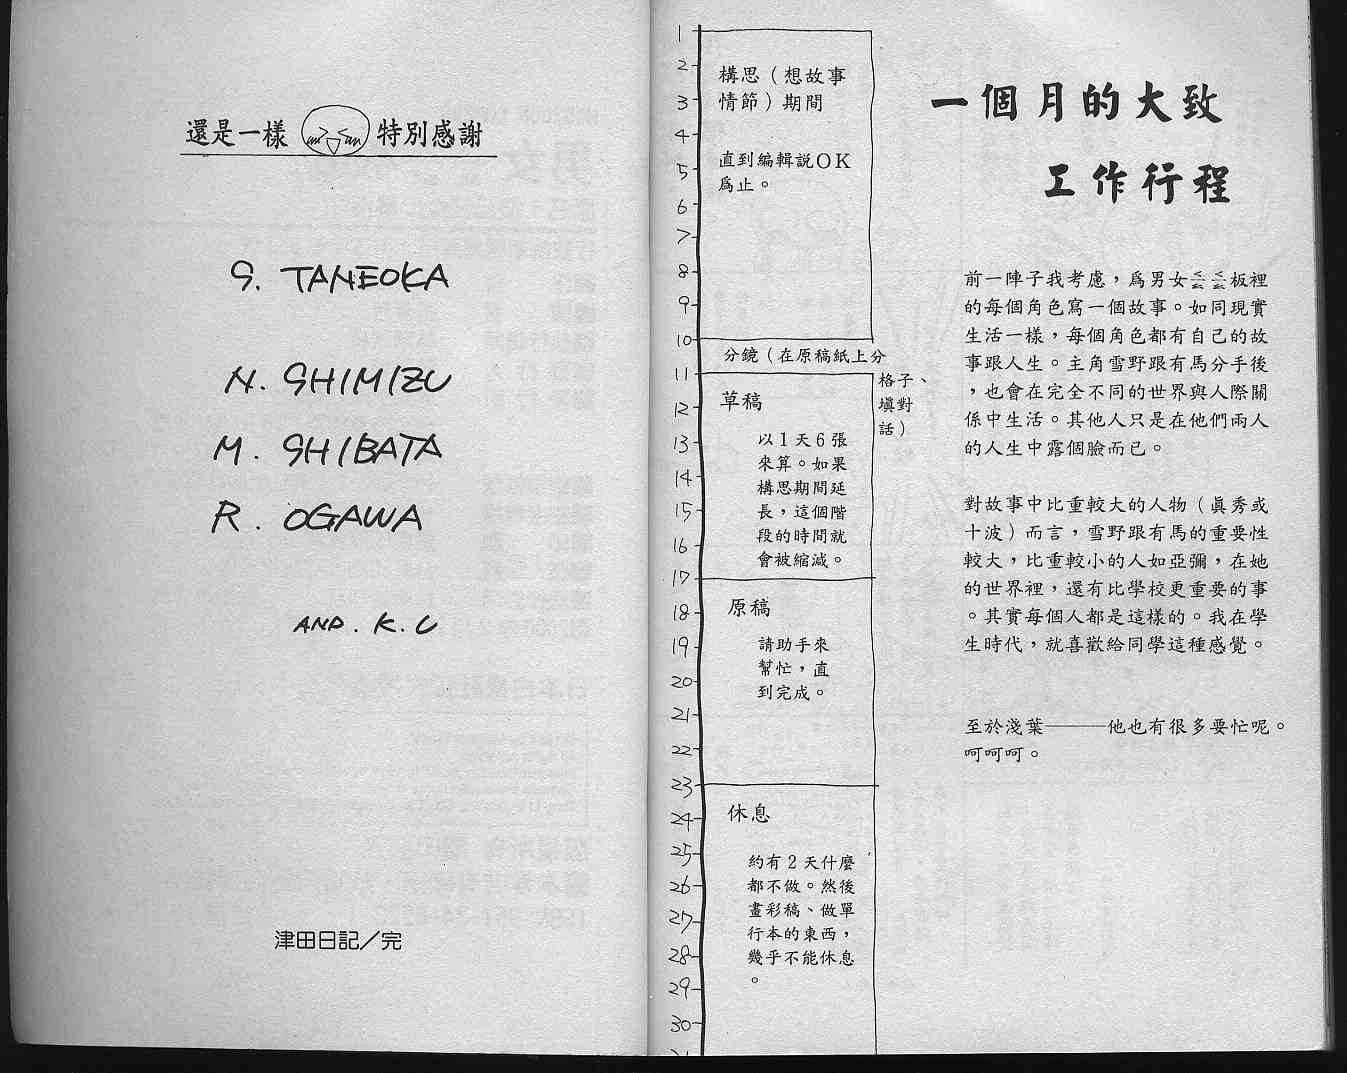 還是一樣 特別感謝
S. TANEOKA
N. SHIMIZU
M. SHIBATA
R. OGAWA
AND. K. U
津田日記／完
一個月的大致
工作行程
1
2
3
4
5
6
7
8
9
10
11
12
13
14
15
16
17
18
19
20
21
22
23
24
25
26
27
28
29
30
構思（想故事
情節）期間
直到編輯説OK
爲止。
分鏡（在原稿紙上分
格子、
塡對
話）
草稿
以1天6張
來算。如果
構思期間延
長，這個階
段的時間就
會被縮減。
原稿
請助手來
幫忙，直
到完成。
休息
約有2天什麼
都不做。然後
畫彩稿、做單
行本的東西，
幾乎不能休息
。
前一陣子我考慮，爲男女ㄑㄑ板裡
的每個角色寫一個故事。如同現實
生活一樣，每個角色都有自己的故
事跟人生。主角雪野跟有馬分手後
，也會在完全不同的世界與人際關
係中生活。其他人只是在他們兩人
的人生中露個臉而已。
對故事中比重較大的人物（眞秀或
十波）而言，雪野跟有馬的重要性
較大，比重較小的人如亞彌，在她
的世界裡，還有比學校更重要的事
。其實每個人都是這樣的。我在學
生時代，就喜歡給同學這種感覺。
至於淺葉———他也有很多要忙呢。
呵呵呵。